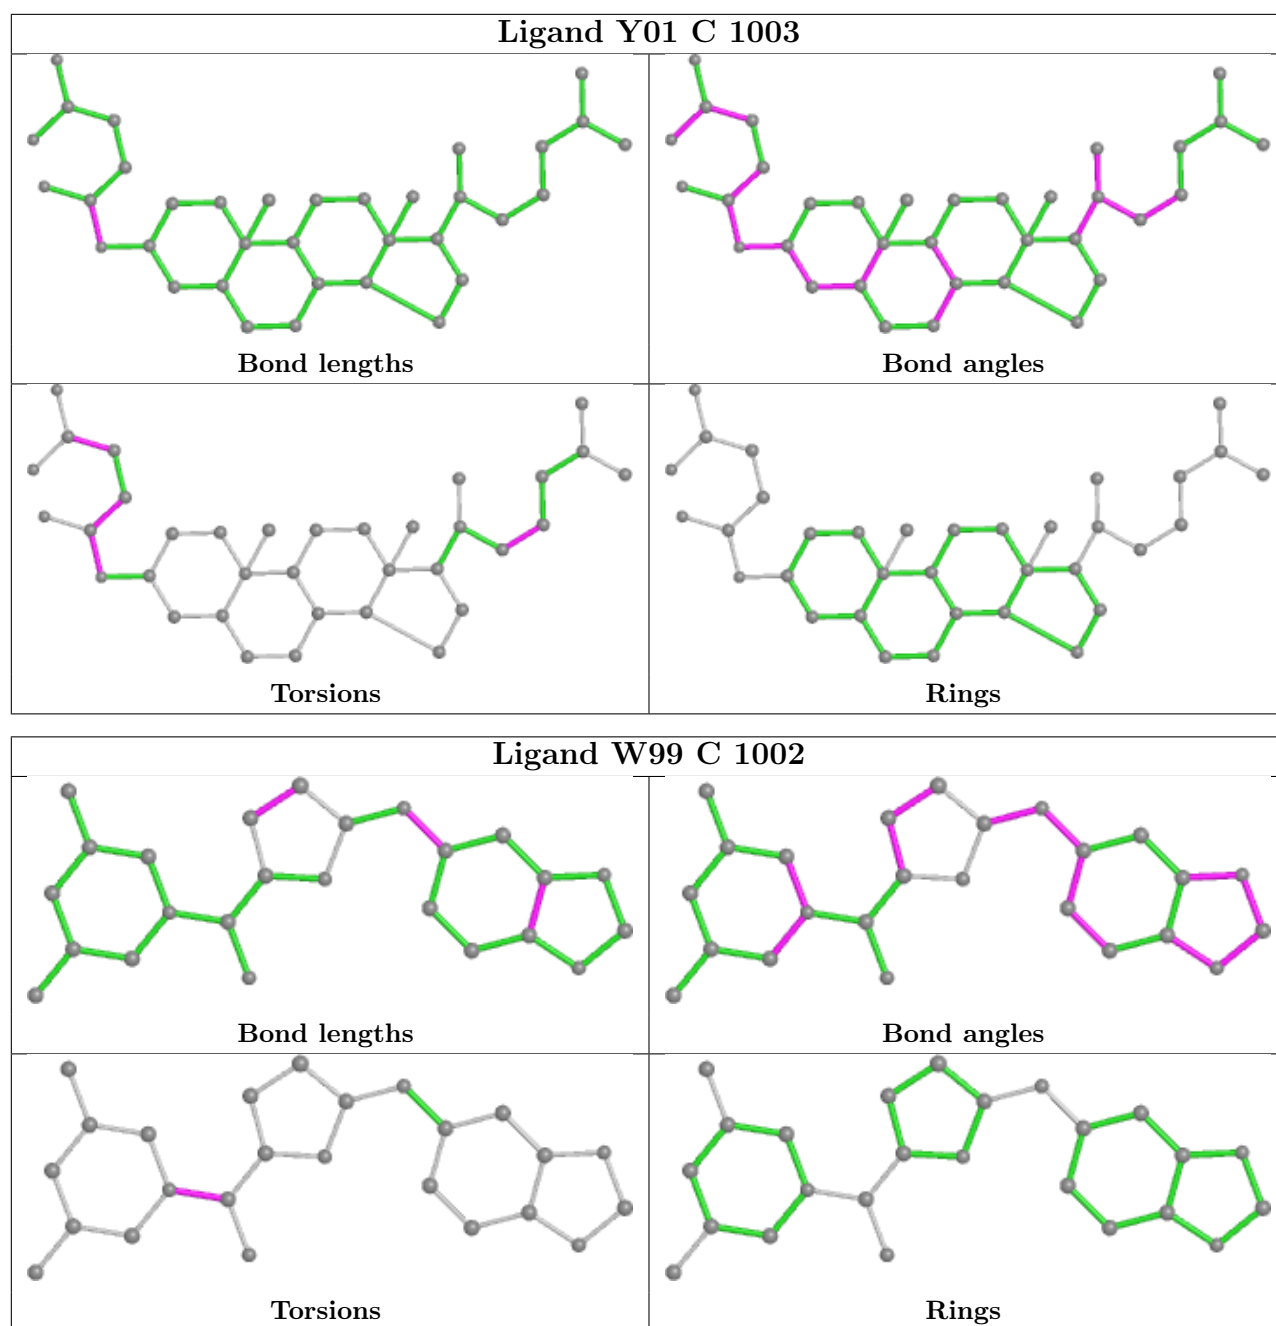 Ligand Y01 C 1003
Bond lengths
Bond angles
Torsions
Rings
Ligand W99 C 1002
Bond lengths
Bond angles
Torsions
Rings